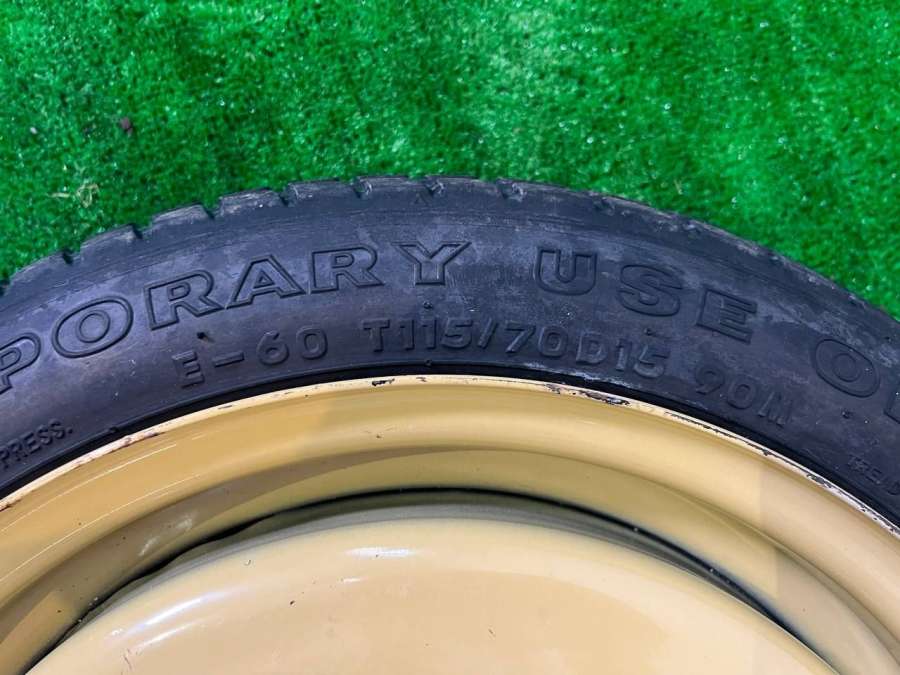 PORARY USE O
E-60 T115/70D15 90M
PRESS.